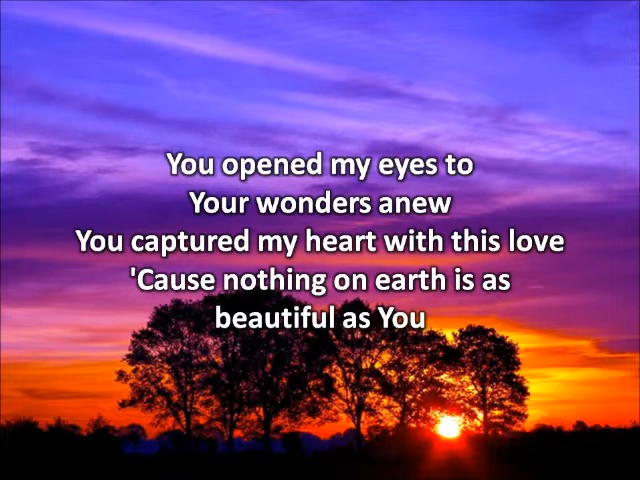 You opened my eyes to
Your wonders anew
You captured my heart with this love
'Cause nothing on earth is as
beautiful as You